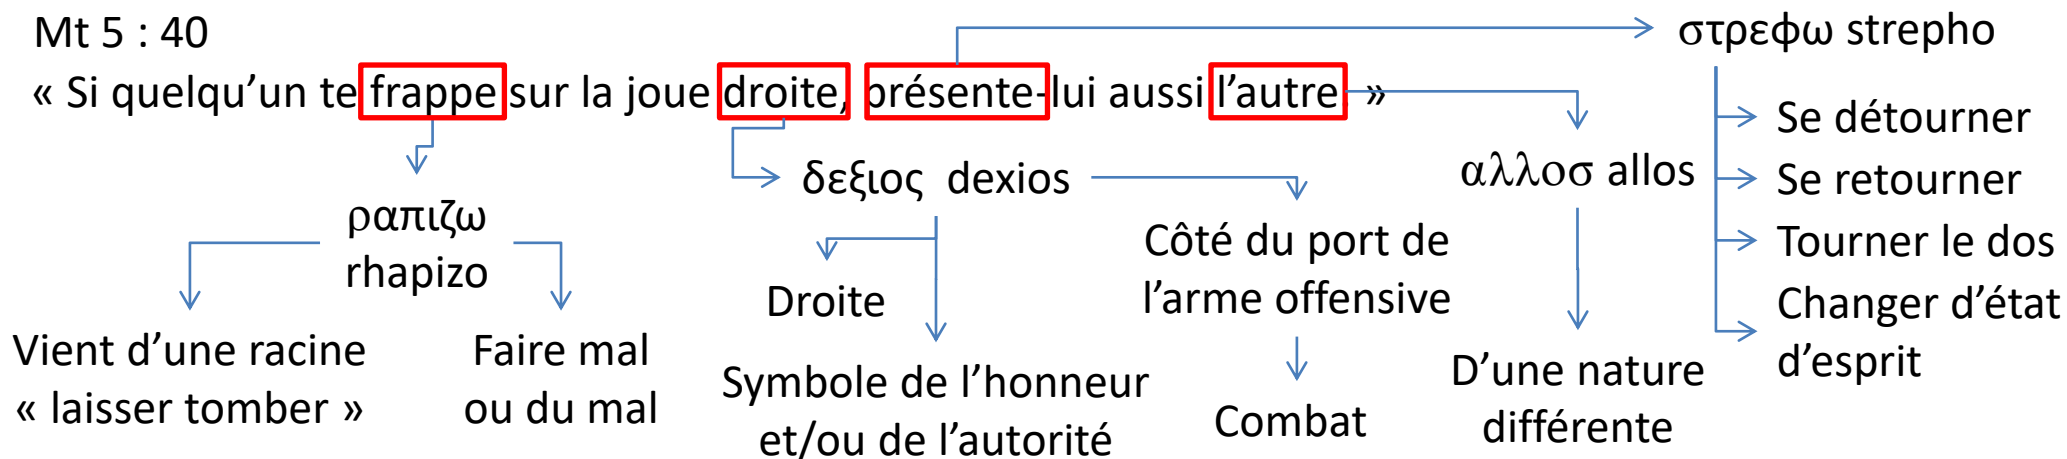 Mt 5 : 40
« Si quelqu’un te frappe sur la joue droite, présente-lui aussi l’autre. »
στρεφω strepho
Se détourner
Se retourner
Tourner le dos
Changer d’état
d’esprit
ραπιζω
rhapizo
Vient d’une racine
« laisser tomber »
Faire mal
ou du mal
δεξιος dexios
Droite
Symbole de l’honneur
et/ou de l’autorité
Côté du port de
l’arme offensive
Combat
αλλοσ allos
D’une nature
différente